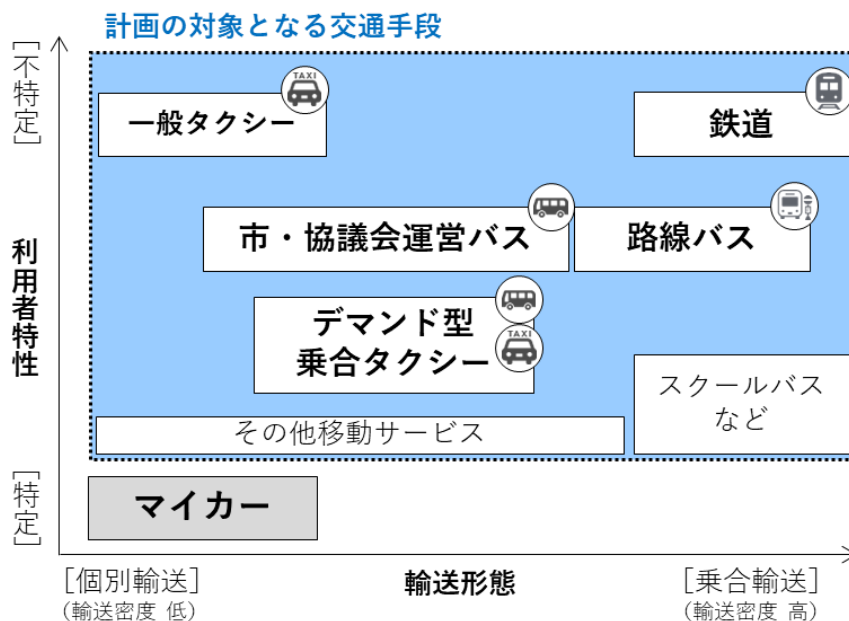 計画の対象となる交通手段
[不特定]
TAXI
一般タクシー
鉄道
市・協議会運営バス
路線バス
利用者特性
デマンド型
乗合タクシー
TAXI
スクールバス
など
その他移動サービス
[特定]
マイカー
[個別輸送]
(輸送密度 低)
輸送形態
[乗合輸送]
(輸送密度 高)